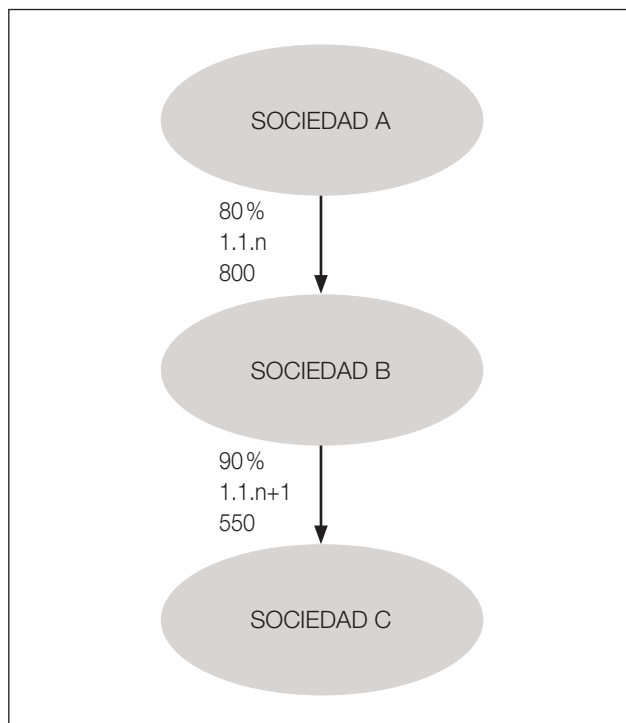 SOCIEDAD A
80 %
1.1.n
800
SOCIEDAD B
90 %
1.1.n+1
550
SOCIEDAD C